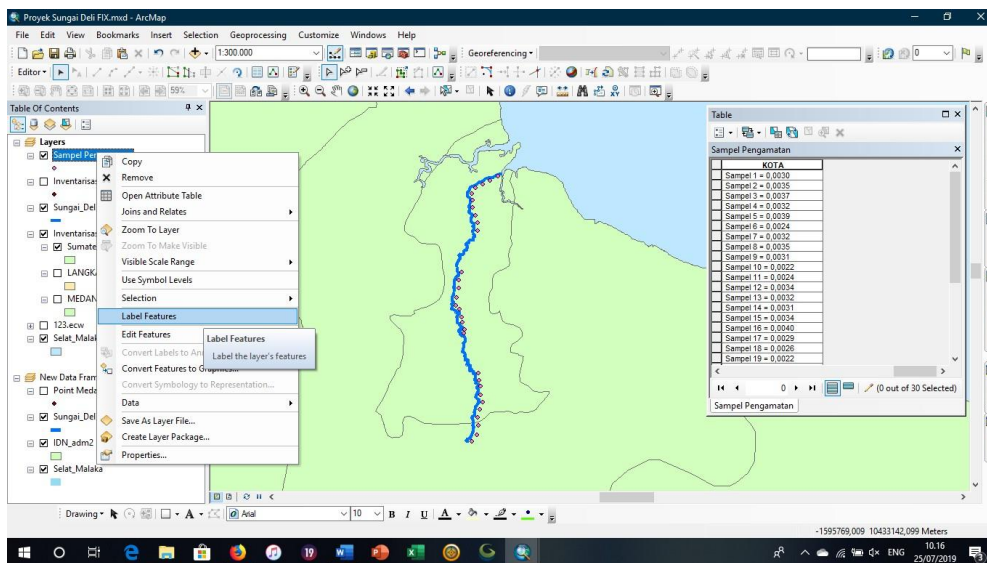 Proyek Sungai Deli FIX.mxd - ArcMap
File Edit View Bookmarks Insert Selection Geoprocessing Customize Windows Help
1:300.000
Georeferencing
0
Editor
59%
Table Of Contents
Layers
Sampel Per
Inventarisa
Sungai_Del
Inventarisa
Sumate
LANGK
MEDAN
123.ecw
Selat_Malak
New Data Fram
Point Meda
Sungai_Del
IDN_adm2
Selat_Malaka
Copy
Remove
Open Attribute Table
Joins and Relates
Zoom To Layer
Zoom To Make Visible
Visible Scale Range
Use Symbol Levels
Selection
Label Features
Edit Features
Convert Labels to An
Convert Features to Graphics...
Convert Symbology to Representation...
Data
Save As Layer File...
Create Layer Package...
Properties...
Label Features
Label the layer's features
Table
Sampel Pengamatan
KOTA
Sampel 1 = 0,0030
Sampel 2 = 0,0035
Sampel 3 = 0,0037
Sampel 4 = 0,0032
Sampel 5 = 0,0039
Sampel 6 = 0,0024
Sampel 7 = 0,0032
Sampel 8 = 0,0035
Sampel 9 = 0,0031
Sampel 10 = 0,0022
Sampel 11 = 0,0024
Sampel 12 = 0,0034
Sampel 13 = 0,0032
Sampel 14 = 0,0031
Sampel 15 = 0,0034
Sampel 16 = 0,0040
Sampel 17 = 0,0029
Sampel 18 = 0,0026
Sampel 19 = 0,0022
0
(0 out of 30 Selected)
Sampel Pengamatan
Drawing
A
Arial
10
B I U A
-1595769,009 10433142,099 Meters
19
ENG
10.16
25/07/2019